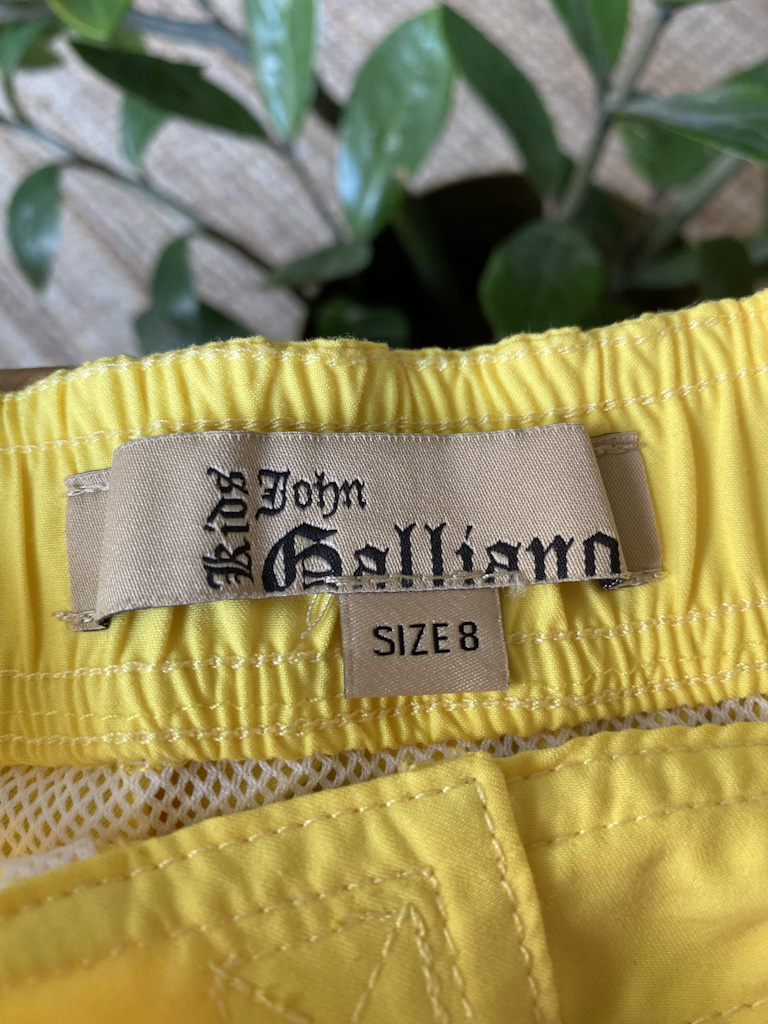 Kids
John
Galliano
SIZE 8